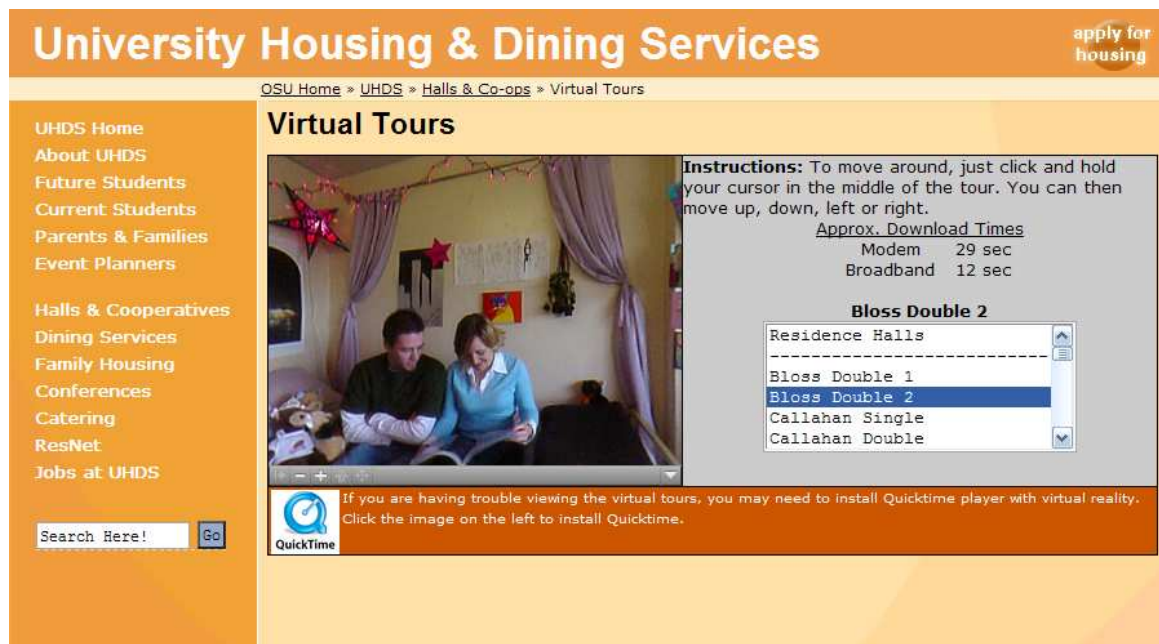 University Housing & Dining Services
apply for
housing
OSU Home » UHDS » Halls & Co-ops » Virtual Tours
UHDS Home
About UHDS
Future Students
Current Students
Parents & Families
Event Planners
Halls & Cooperatives
Dining Services
Family Housing
Conferences
Catering
ResNet
Jobs at UHDS
Search Here! Go
Virtual Tours
Instructions: To move around, just click and hold
your cursor in the middle of the tour. You can then
move up, down, left or right.
Approx. Download Times
Modem 29 sec
Broadband 12 sec
Bloss Double 2
Residence Halls
----------------------------
Bloss Double 1
Bloss Double 2
Callahan Single
Callahan Double
If you are having trouble viewing the virtual tours, you may need to install Quicktime player with virtual reality.
Click the image on the left to install Quicktime.
QuickTime